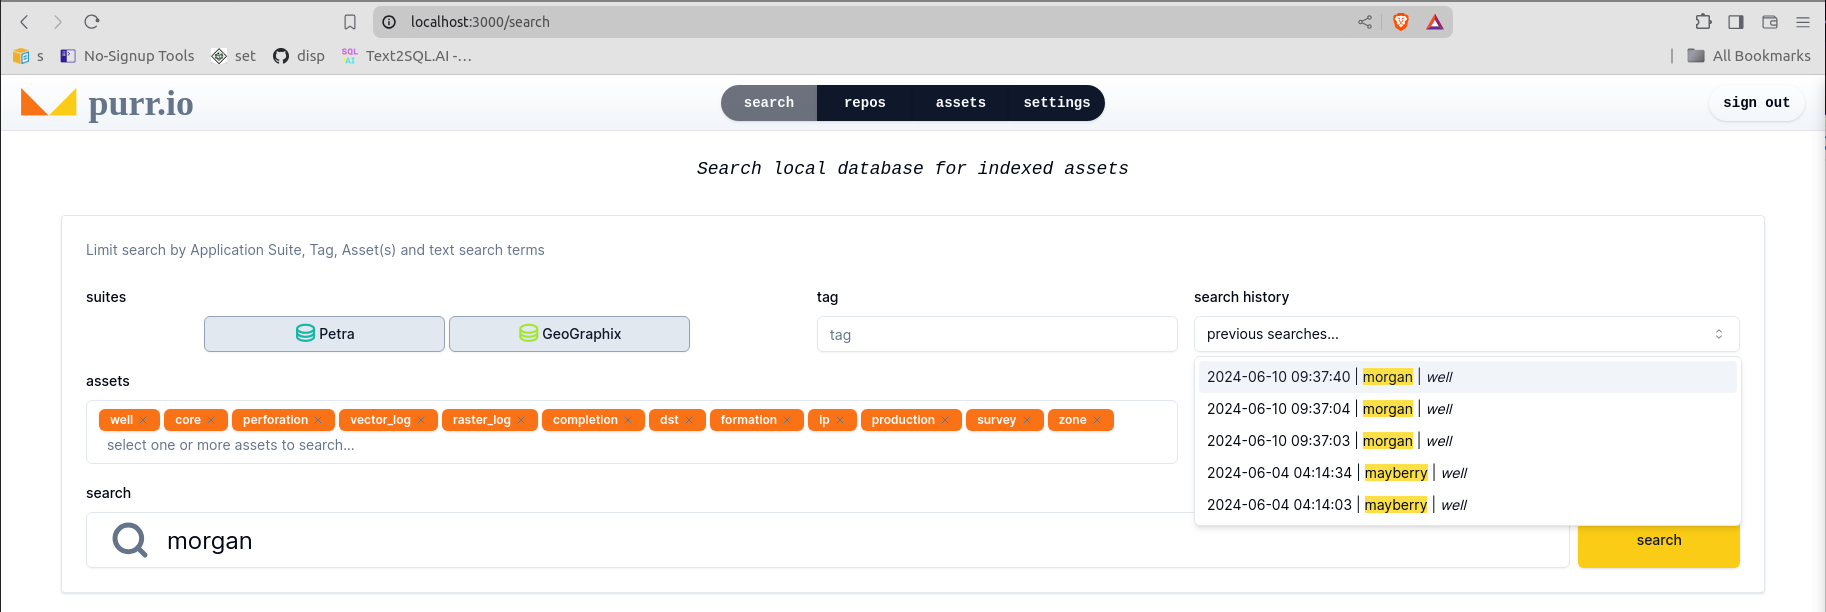 localhost:3000/search
s No-Signup Tools set disp SQL AI Text2SQL.AI -... All Bookmarks
purr.io search repos assets settings sign out
Search local database for indexed assets
Limit search by Application Suite, Tag, Asset(s) and text search terms
suites tag search history
Petra GeoGraphix tag previous searches...
2024-06-10 09:37:40 | morgan | well
2024-06-10 09:37:04 | morgan | well
2024-06-10 09:37:03 | morgan | well
2024-06-04 04:14:34 | mayberry | well
2024-06-04 04:14:03 | mayberry | well
assets
well × core × perforation × vector_log × raster_log × completion × dst × formation × ip × production × survey × zone ×
select one or more assets to search...
search
morgan search